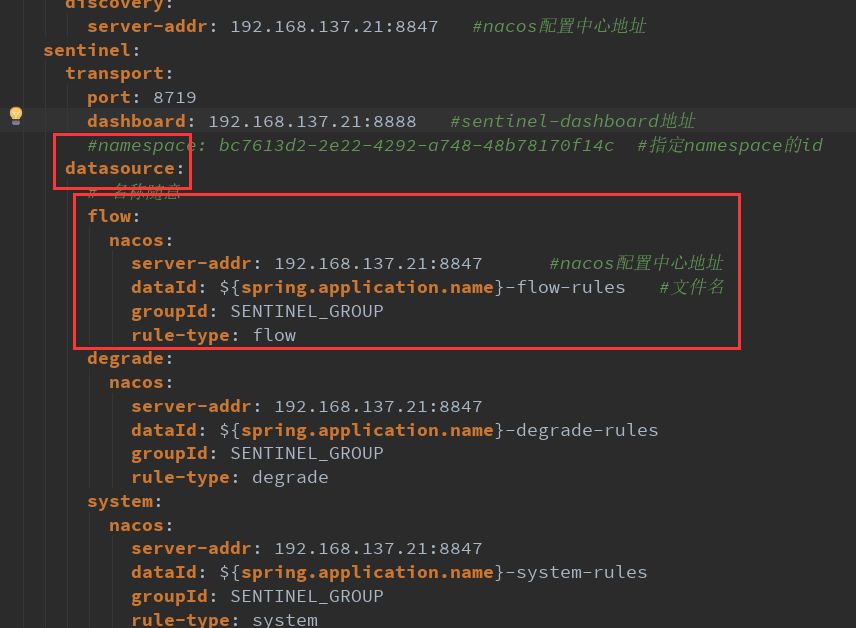 discovery:
server-addr: 192.168.137.21:8847 #nacos配置中心地址
sentinel:
transport:
port: 8719
dashboard: 192.168.137.21:8888 #sentinel-dashboard地址
#namespace: bc7613d2-2e22-4292-a748-48b78170f14c #指定namespace的id
datasource:
# 名称随意
flow:
nacos:
server-addr: 192.168.137.21:8847 #nacos配置中心地址
dataId: ${spring.application.name}-flow-rules #文件名
groupId: SENTINEL_GROUP
rule-type: flow
degrade:
nacos:
server-addr: 192.168.137.21:8847
dataId: ${spring.application.name}-degrade-rules
groupId: SENTINEL_GROUP
rule-type: degrade
system:
nacos:
server-addr: 192.168.137.21:8847
dataId: ${spring.application.name}-system-rules
groupId: SENTINEL_GROUP
rule-type: system